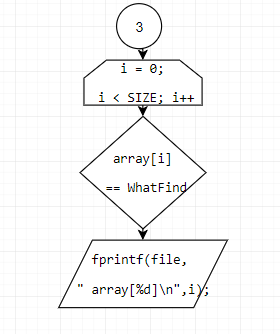 3
i = 0;
i < SIZE; i++
array[i]
== WhatFind
fprintf(file,
" array[%d]\n",i);